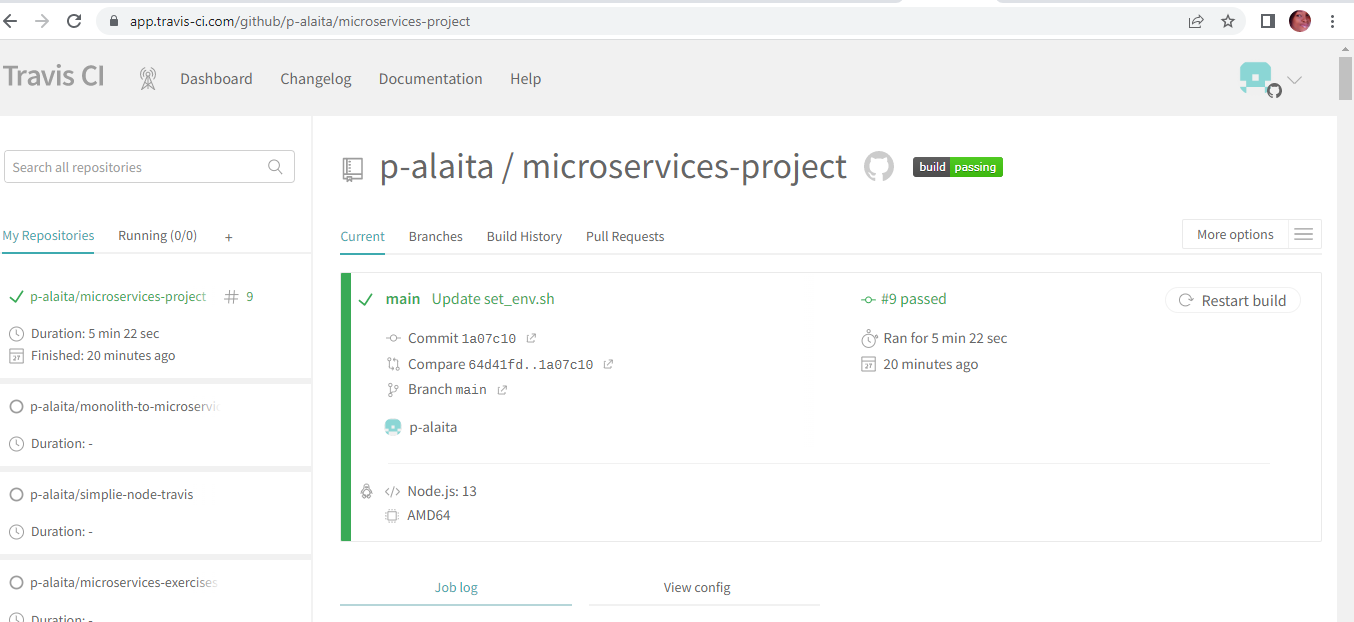 app.travis-ci.com/github/p-alaita/microservices-project
Travis CI
Dashboard
Changelog
Documentation
Help
Search all repositories
My Repositories
Running (0/0)
+
p-alaita/microservices-project
# 9
Duration: 5 min 22 sec
27 Finished: 20 minutes ago
p-alaita/monolith-to-microservic
Duration: -
p-alaita/simplie-node-travis
Duration: -
p-alaita/microservices-exercises
Duration: -
p-alaita / microservices-project
build passing
Current
Branches
Build History
Pull Requests
More options
main Update set_env.sh
Commit 1a07c10
Compare 64d41fd..1a07c10
Branch main
p-alaita
#9 passed
Ran for 5 min 22 sec
27 20 minutes ago
Restart build
</> Node.js: 13
AMD64
Job log
View config